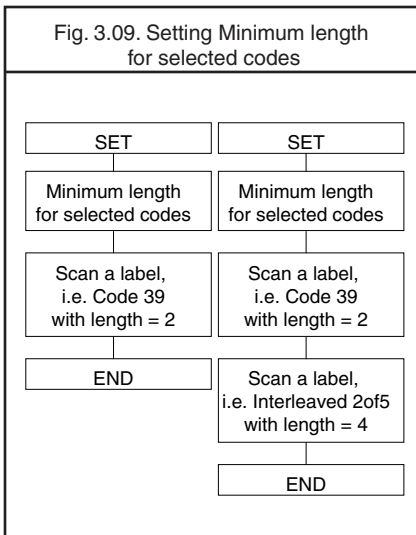 Fig. 3.09. Setting Minimum length
for selected codes
SET
Minimum length
for selected codes
Scan a label,
i.e. Code 39
with length = 2
END
SET
Minimum length
for selected codes
Scan a label,
i.e. Code 39
with length = 2
Scan a label,
i.e. Interleaved 2of5
with length = 4
END